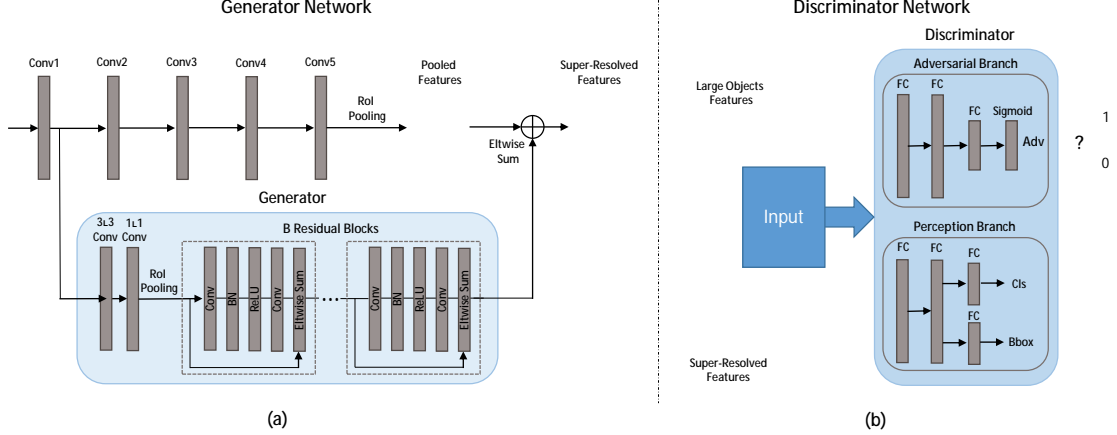 Generator Network
Conv1
Conv2
Conv3
Conv4
Conv5
RoI
Pooling
Pooled
Features
Super-Resolved
Features
Eltwise
Sum
Generator
3ʟ3
Conv
1ʟ1
Conv
RoI
Pooling
B Residual Blocks
Conv
BN
ReLU
Conv
Eltwise Sum
...
Conv
BN
ReLU
Conv
Eltwise Sum
(a)
Discriminator Network
Large Objects
Features
Input
Super-Resolved
Features
Discriminator
Adversarial Branch
FC
FC
FC
Sigmoid
Adv
?
1
0
Perception Branch
FC
FC
FC
Cls
FC
Bbox
(b)